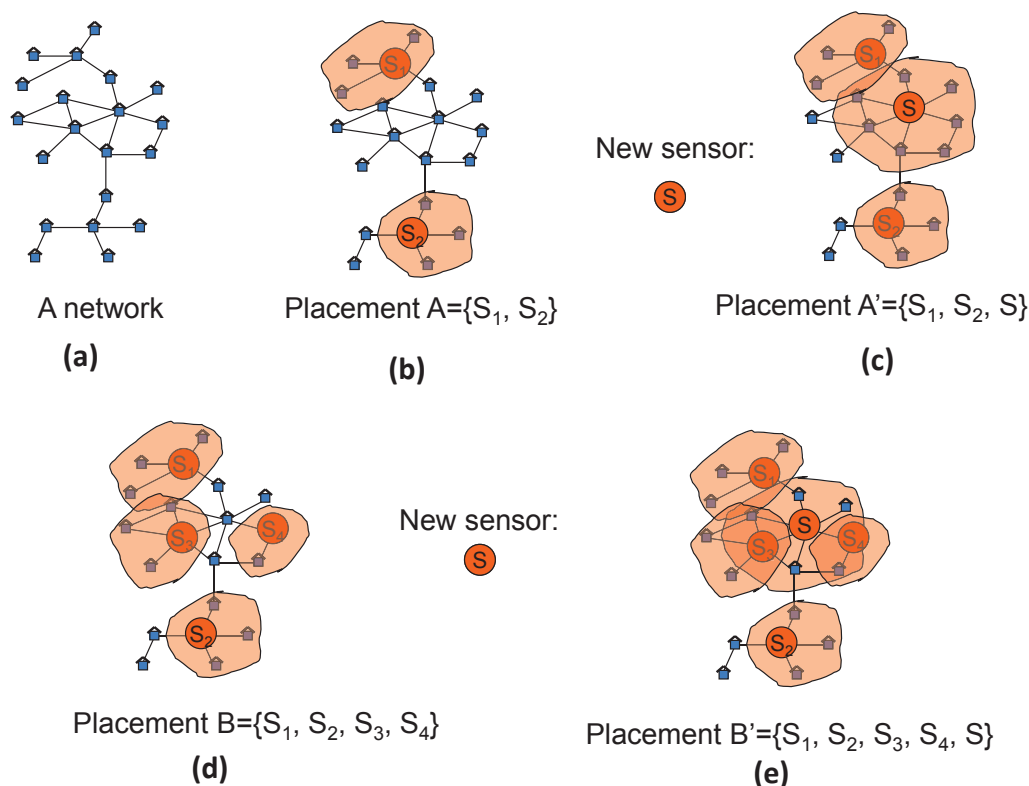 S₁
S₂
S₁
S
S₂
New sensor:
S
A network
Placement A={S₁, S₂}
Placement A’={S₁, S₂, S}
(a)
(b)
(c)
S₁
S₃
S₄
S₂
New sensor:
S
S₁
S
S₃
S₄
S₂
Placement B={S₁, S₂, S₃, S₄}
Placement B’={S₁, S₂, S₃, S₄, S}
(d)
(e)